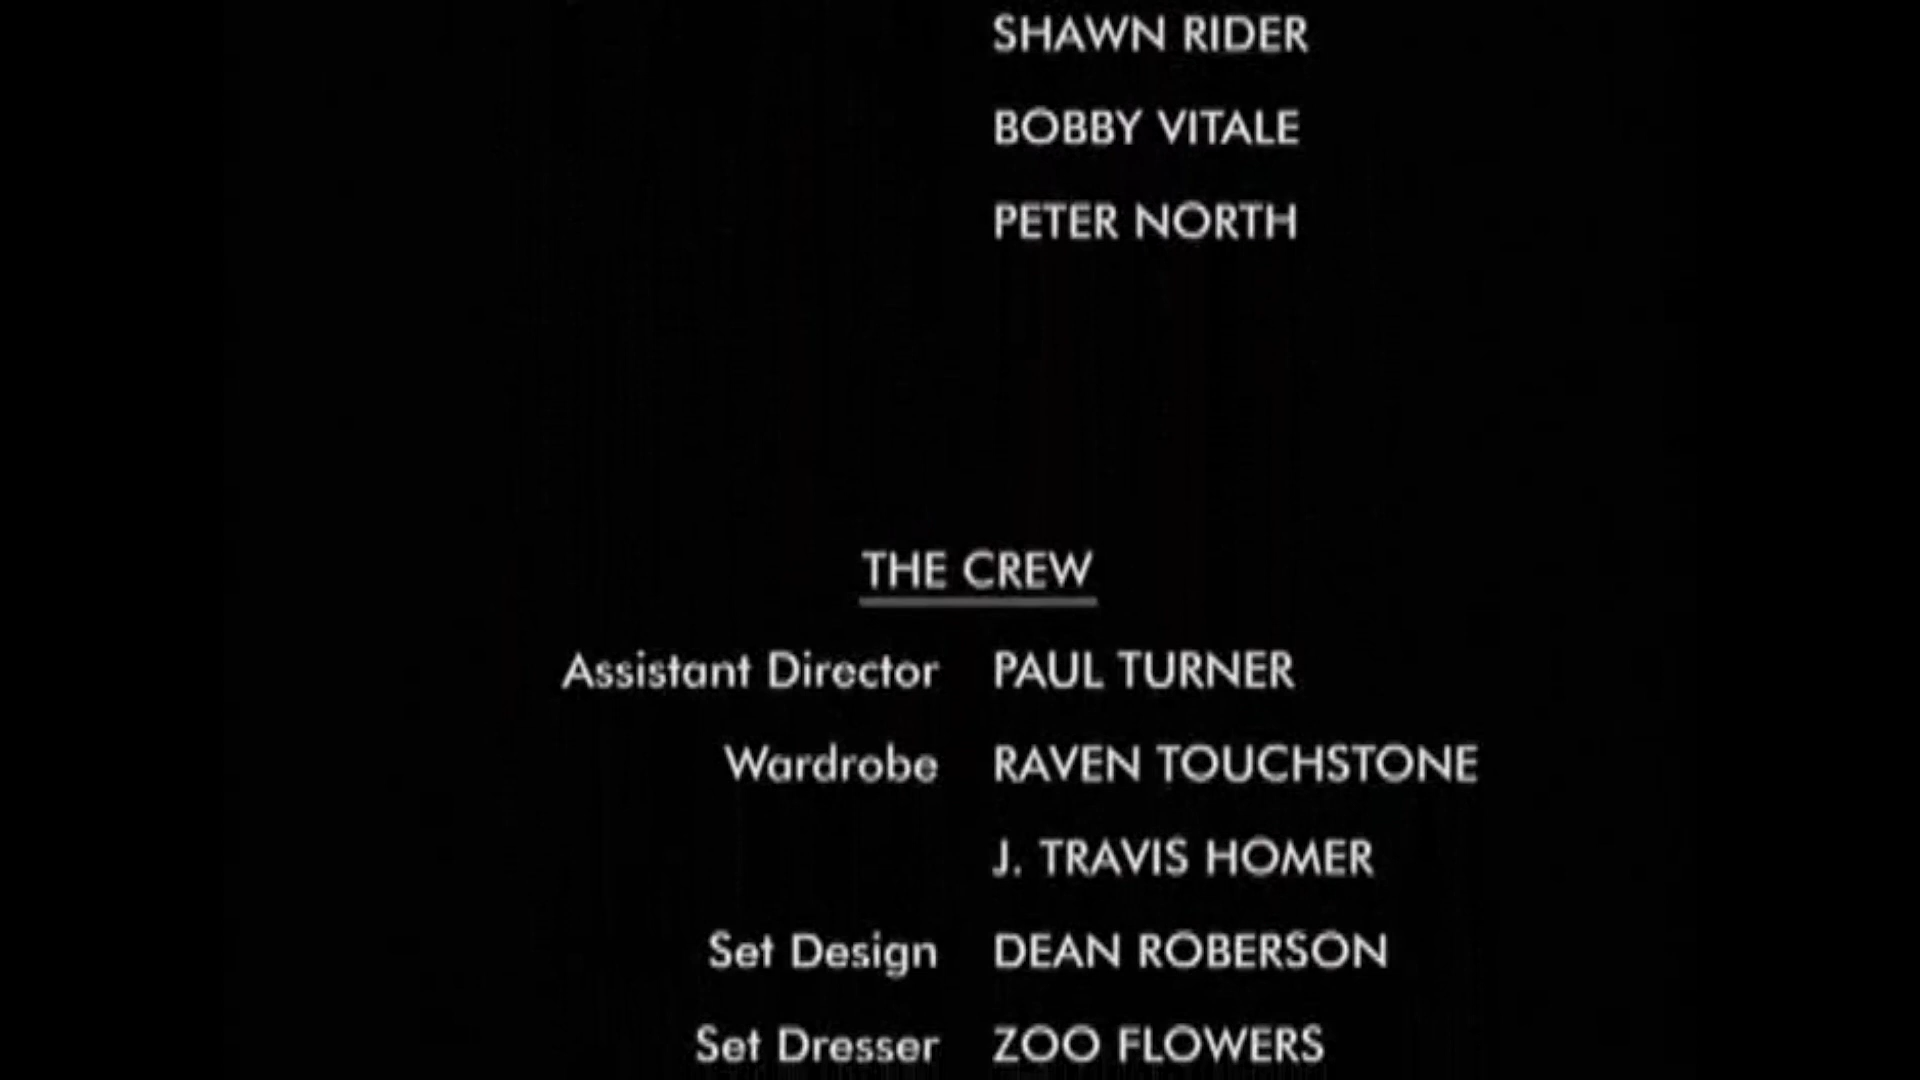 SHAWN RIDER
BOBBY VITALE
PETER NORTH
THE CREW
Assistant Director PAUL TURNER
Wardrobe RAVEN TOUCHSTONE
J. TRAVIS HOMER
Set Design DEAN ROBERSON
Set Dresser ZOO FLOWERS